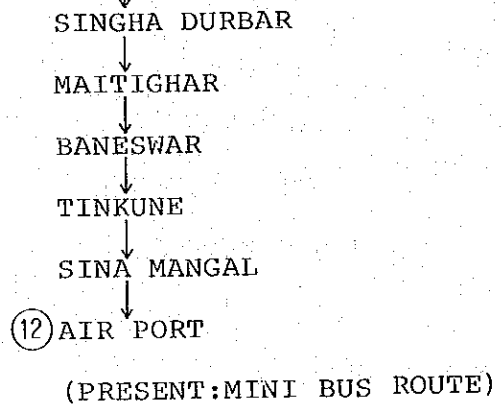 SINGHA DURBAR
MAITIGHAR
BANESWAR
TINKUNE
SINA MANGAL
12 AIR PORT
(PRESENT:MINI BUS ROUTE)